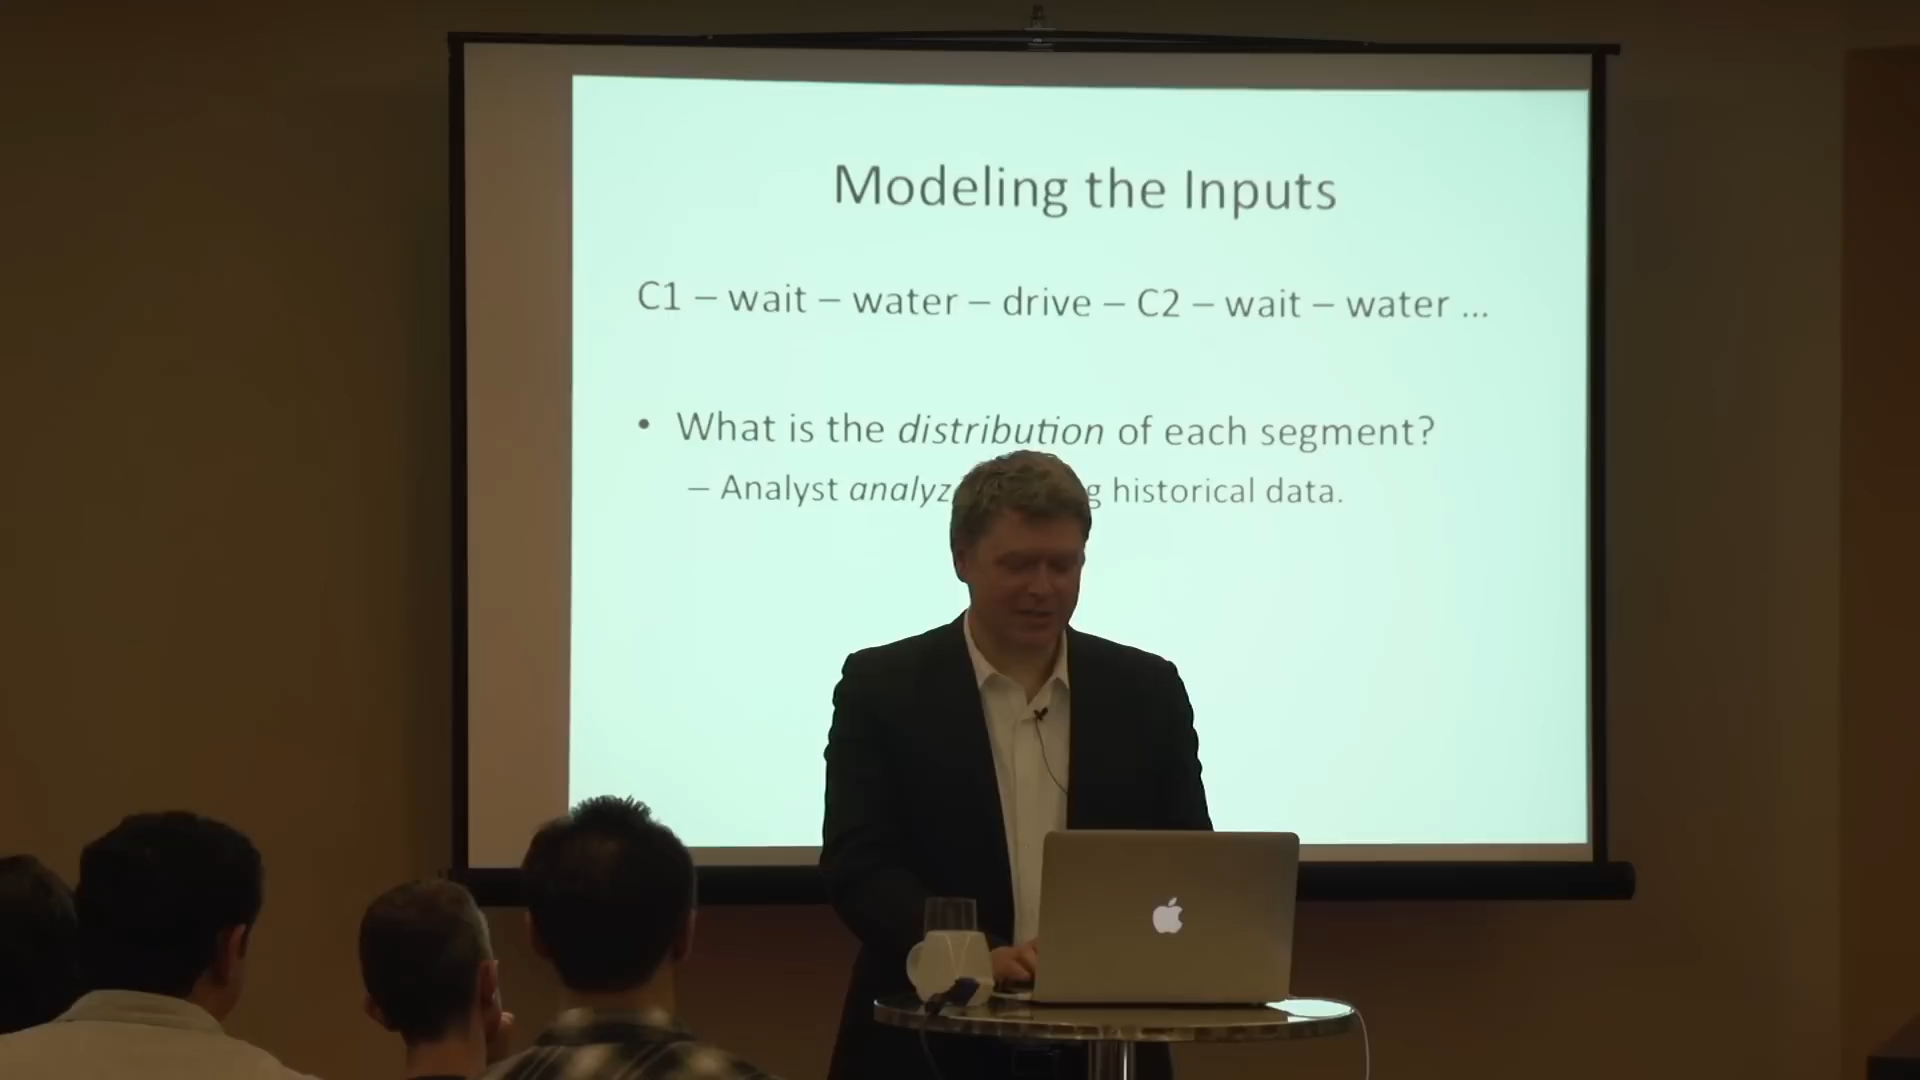 Modeling the Inputs
C1 – wait – water – drive – C2 – wait – water ...
• What is the distribution of each segment?
– Analyst historical data.